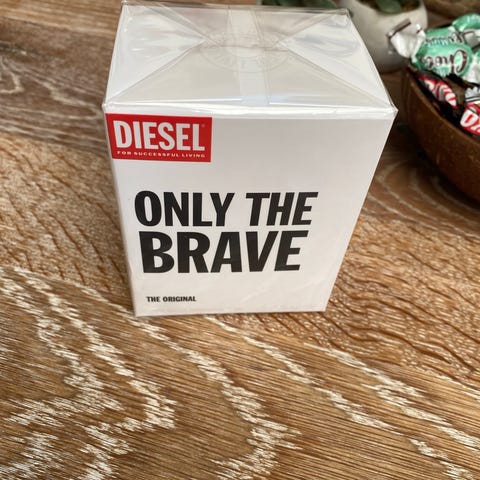 DIESEL
FOR SUCCESSFUL LIVING
ONLY THE
BRAVE
THE ORIGINAL